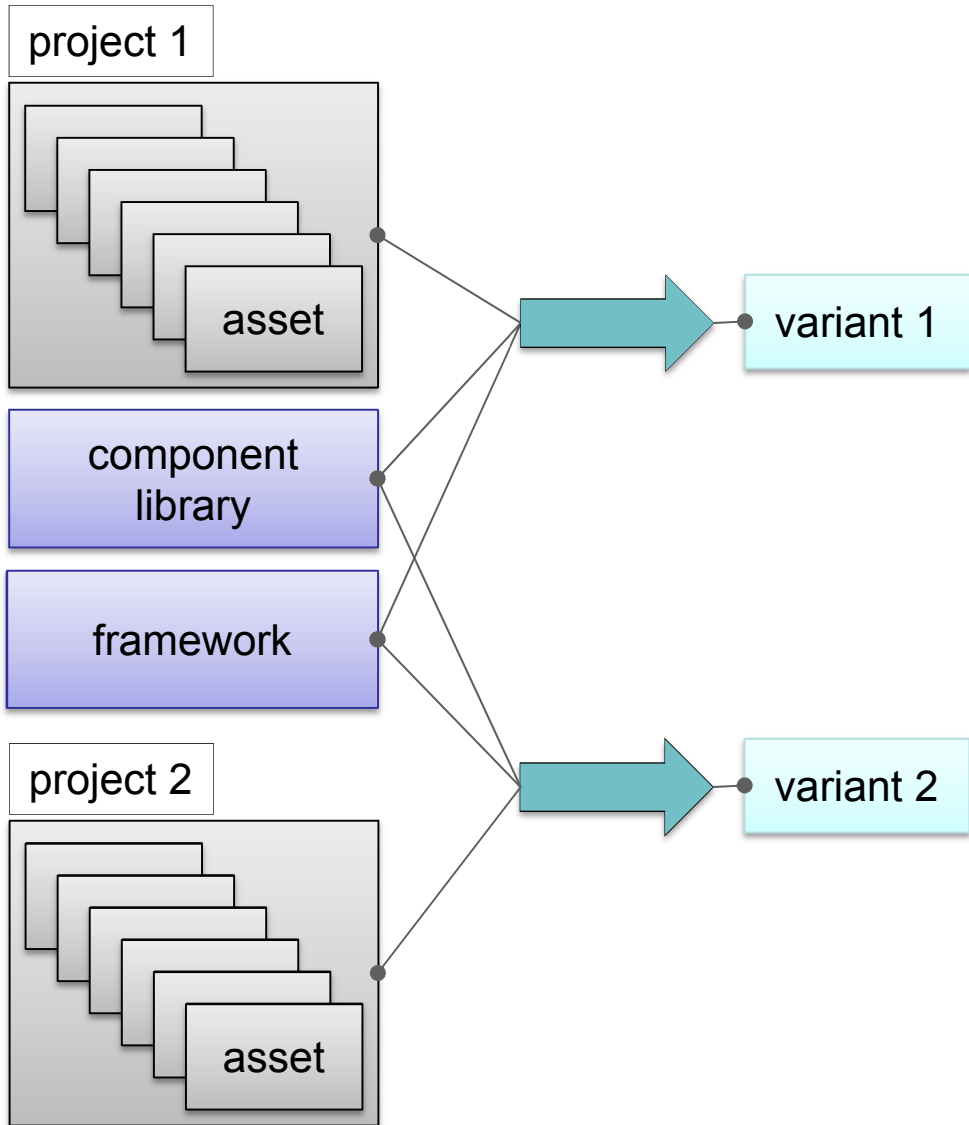 project 1
asset
component
library
framework
variant 1
project 2
asset
variant 2